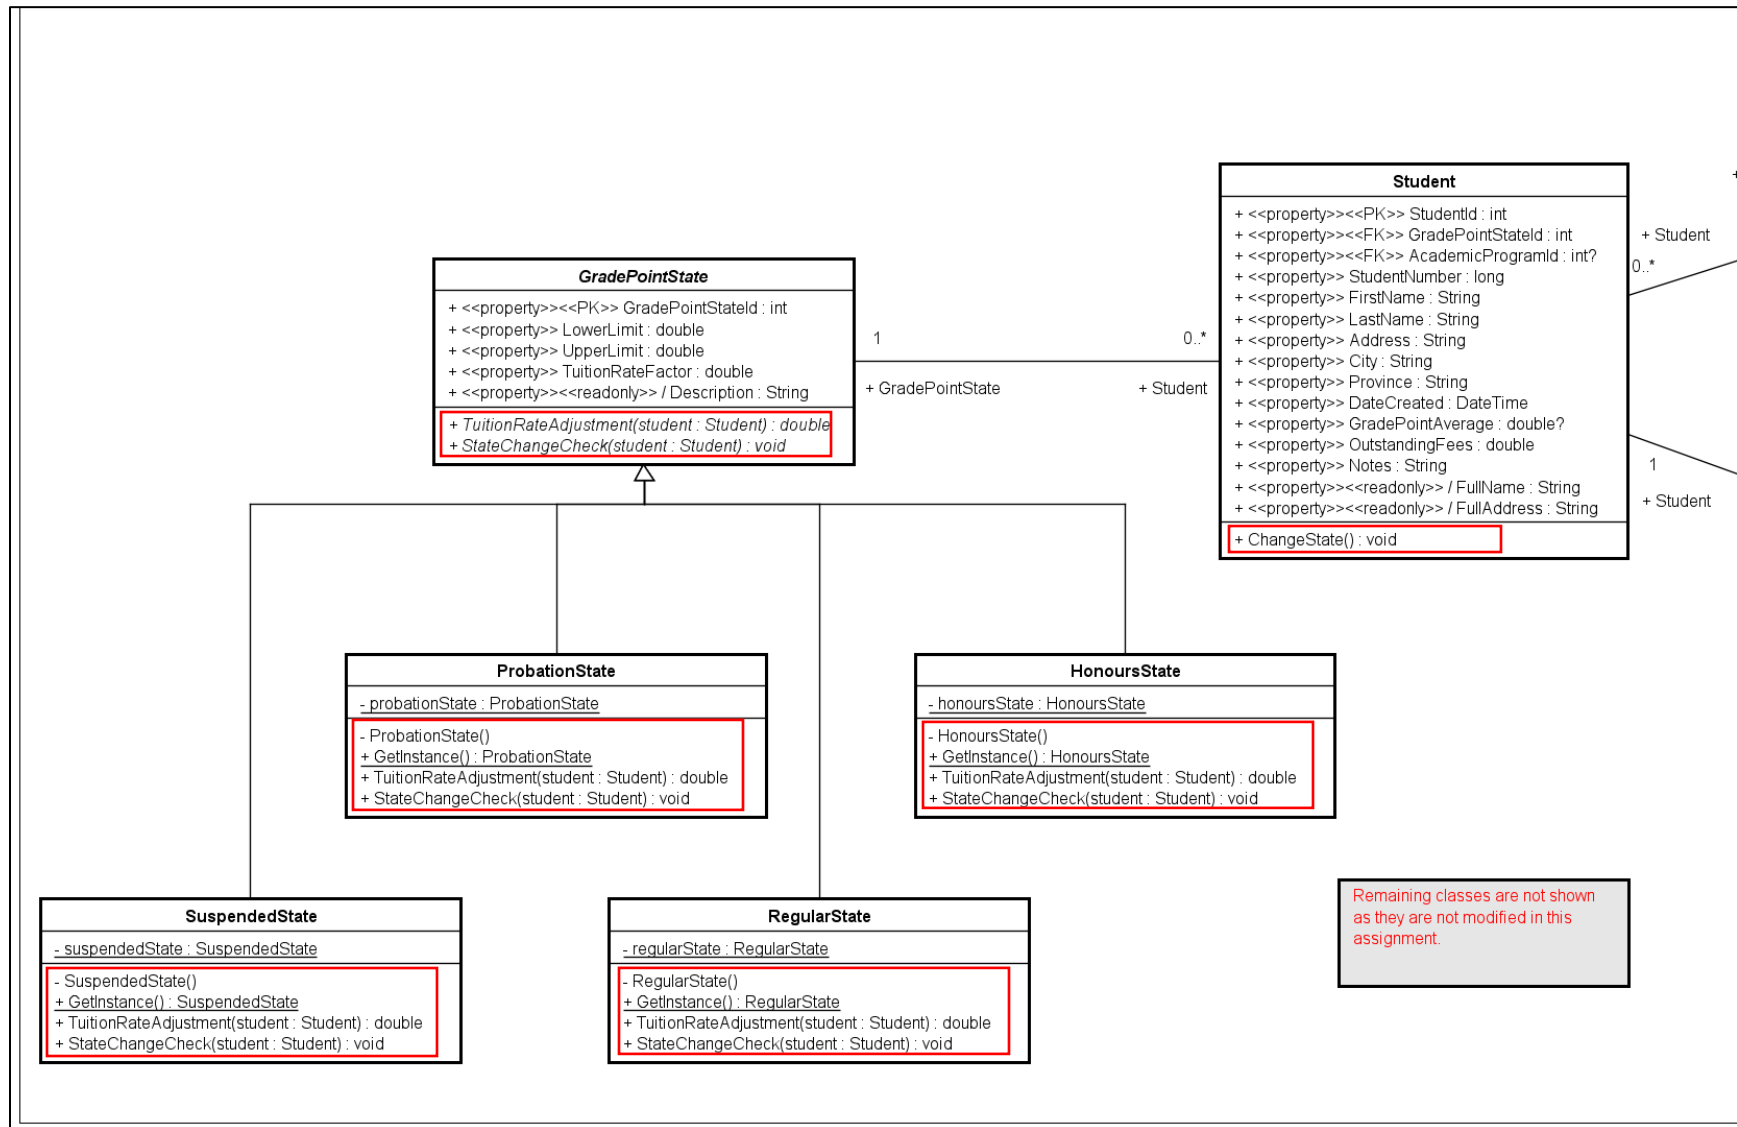 Student
+ <<property>><<PK>> StudentId : int
+ <<property>><<FK>> GradePointStateId : int
+ <<property>><<FK>> AcademicProgramId : int?
+ <<property>> StudentNumber : long
+ <<property>> FirstName : String
+ <<property>> LastName : String
+ <<property>> Address : String
+ <<property>> City : String
+ <<property>> Province : String
+ <<property>> DateCreated : DateTime
+ <<property>> GradePointAverage : double?
+ <<property>> OutstandingFees : double
+ <<property>> Notes : String
+ <<property>><<readonly>> / FullName : String
+ <<property>><<readonly>> / FullAddress : String
+ ChangeState() : void
+
+ Student
0..*
1
+ Student
GradePointState
+ <<property>><<PK>> GradePointStateId : int
+ <<property>> LowerLimit : double
+ <<property>> UpperLimit : double
+ <<property>> TuitionRateFactor : double
+ <<property>><<readonly>> / Description : String
+ TuitionRateAdjustment(student : Student) : double
+ StateChangeCheck(student : Student) : void
1
0..*
+ GradePointState
+ Student
ProbationState
- probationState : ProbationState
- ProbationState()
+ GetInstance() : ProbationState
+ TuitionRateAdjustment(student : Student) : double
+ StateChangeCheck(student : Student) : void
HonoursState
- honoursState : HonoursState
- HonoursState()
+ GetInstance() : HonoursState
+ TuitionRateAdjustment(student : Student) : double
+ StateChangeCheck(student : Student) : void
SuspendedState
- suspendedState : SuspendedState
- SuspendedState()
+ GetInstance() : SuspendedState
+ TuitionRateAdjustment(student : Student) : double
+ StateChangeCheck(student : Student) : void
RegularState
- regularState : RegularState
- RegularState()
+ GetInstance() : RegularState
+ TuitionRateAdjustment(student : Student) : double
+ StateChangeCheck(student : Student) : void
Remaining classes are not shown
as they are not modified in this
assignment.